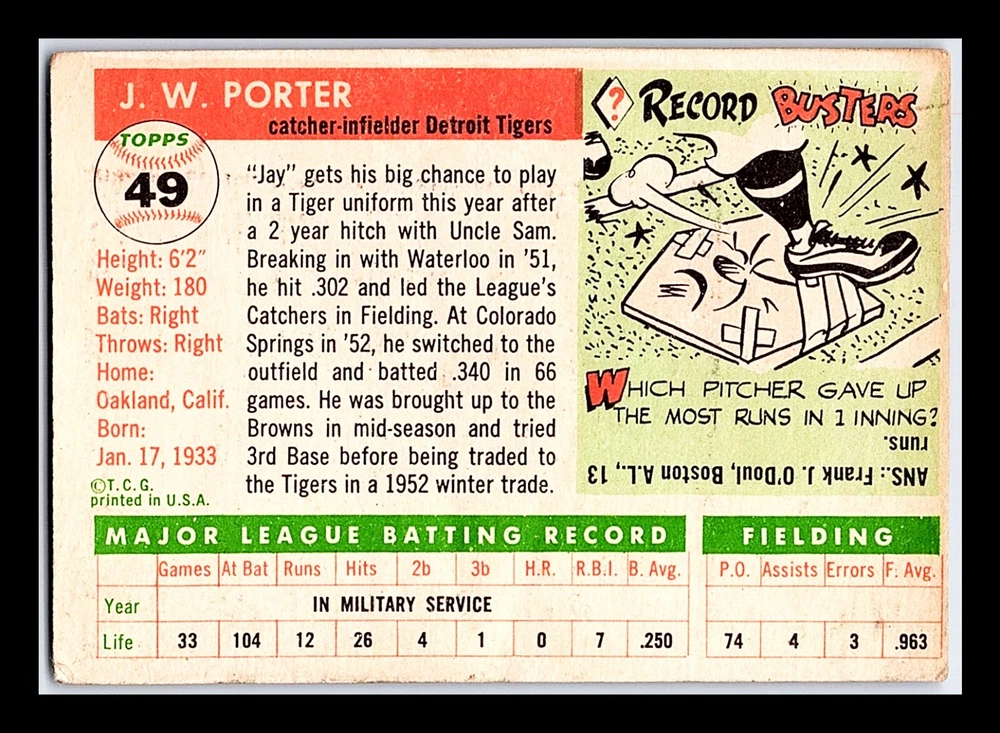 J. W. PORTER
catcher-infielder Detroit Tigers
TOPPS
49
Height: 6'2"
Weight: 180
Bats: Right
Throws: Right
Home:
Oakland, Calif.
Born:
Jan. 17, 1933
©T. C. G.
printed in U.S.A.
"Jay" gets his big chance to play
in a Tiger uniform this year after
a 2 year hitch with Uncle Sam.
Breaking in with Waterloo in '51,
he hit .302 and led the League's
Catchers in Fielding. At Colorado
Springs in '52, he switched to the
outfield and batted .340 in 66
games. He was brought up to the
Browns in mid-season and tried
3rd Base before being traded to
the Tigers in a 1952 winter trade.
? RECORD BUSTERS
WHICH PITCHER GAVE UP
THE MOST RUNS IN 1 INNING?
ANS.: Frank J. O'Doul, Boston A.L., 13
runs.
MAJOR LEAGUE BATTING RECORD FIELDING
Games At Bat Runs Hits 2b 3b H.R. R.B.I. B. Avg. P.O. Assists Errors F. Avg.
Year IN MILITARY SERVICE
Life 33 104 12 26 4 1 0 7 .250 74 4 3 .963